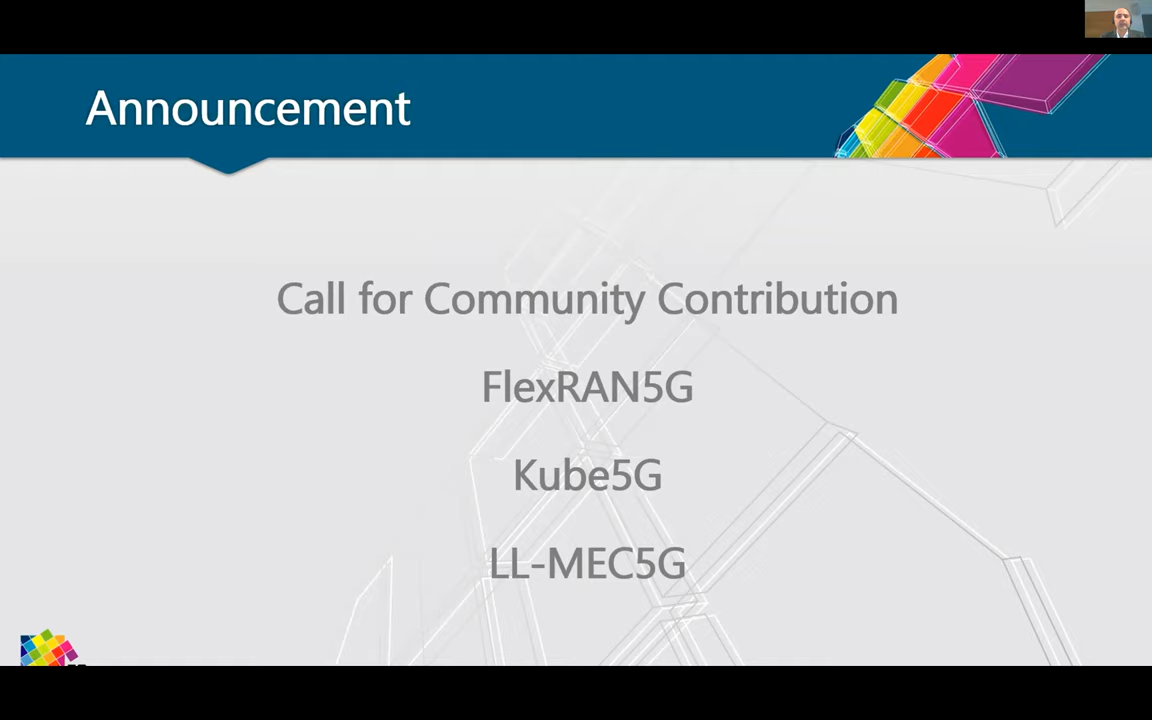 Announcement
Call for Community Contribution
FlexRAN5G
Kube5G
LL-MEC5G